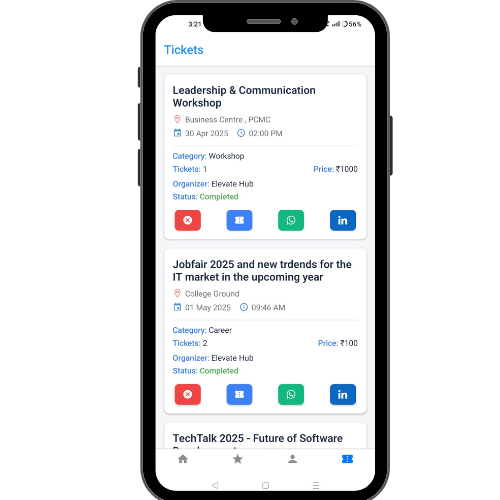 3:21
56%
Tickets
Leadership & Communication
Workshop
Business Centre , PCMC
30 Apr 2025 02:00 PM
Category: Workshop
Tickets: 1 Price: ₹1000
Organizer: Elevate Hub
Status: Completed
in
Jobfair 2025 and new trdends for the
IT market in the upcoming year
College Ground
01 May 2025 09:46 AM
Category: Career
Tickets: 2 Price: ₹100
Organizer: Elevate Hub
Status: Completed
in
TechTalk 2025 - Future of Software